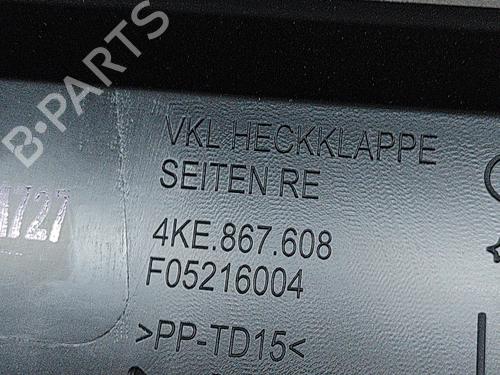 B-PARTS
VKL HECKKLAPPE
SEITEN RE
4KE.867.608
F05216004
>PP-TD15<